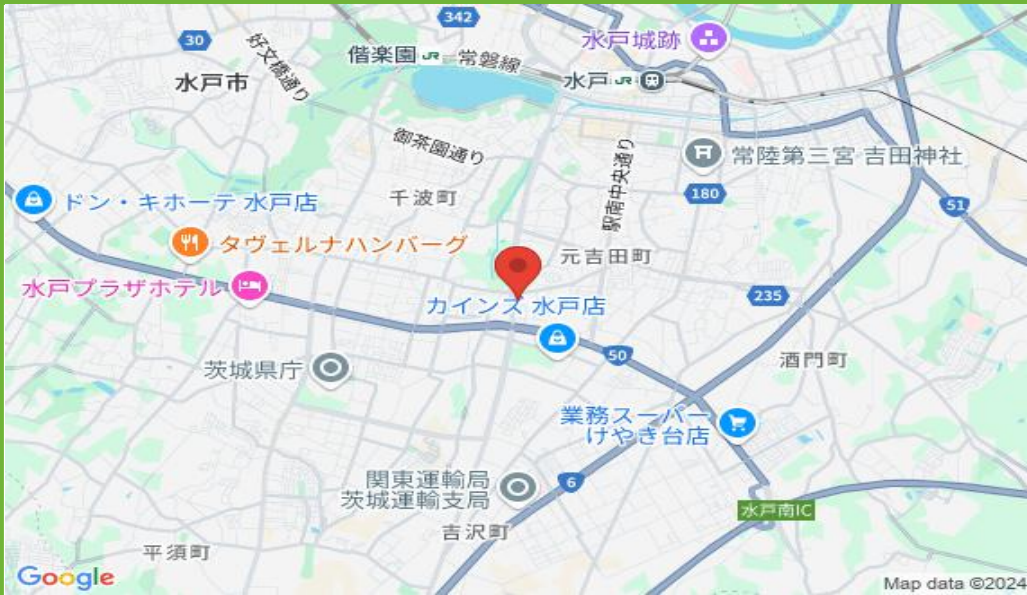 342
水戸城跡
30
好文橋通り
偕楽園 JR 常磐線
水戸 JR
水戸市
御茶園通り
駅南中央通り
常陸第三宮 吉田神社
千波町
180
51
ドン・キホーテ 水戸店
タヴェルナハンバーグ
元吉田町
水戸プラザホテル
235
カインズ 水戸店
50
酒門町
茨城県庁
業務スーパー
けやき台店
関東運輸局
茨城運輸支局
6
水戸南IC
吉沢町
平須町
Google
Map data ©2024